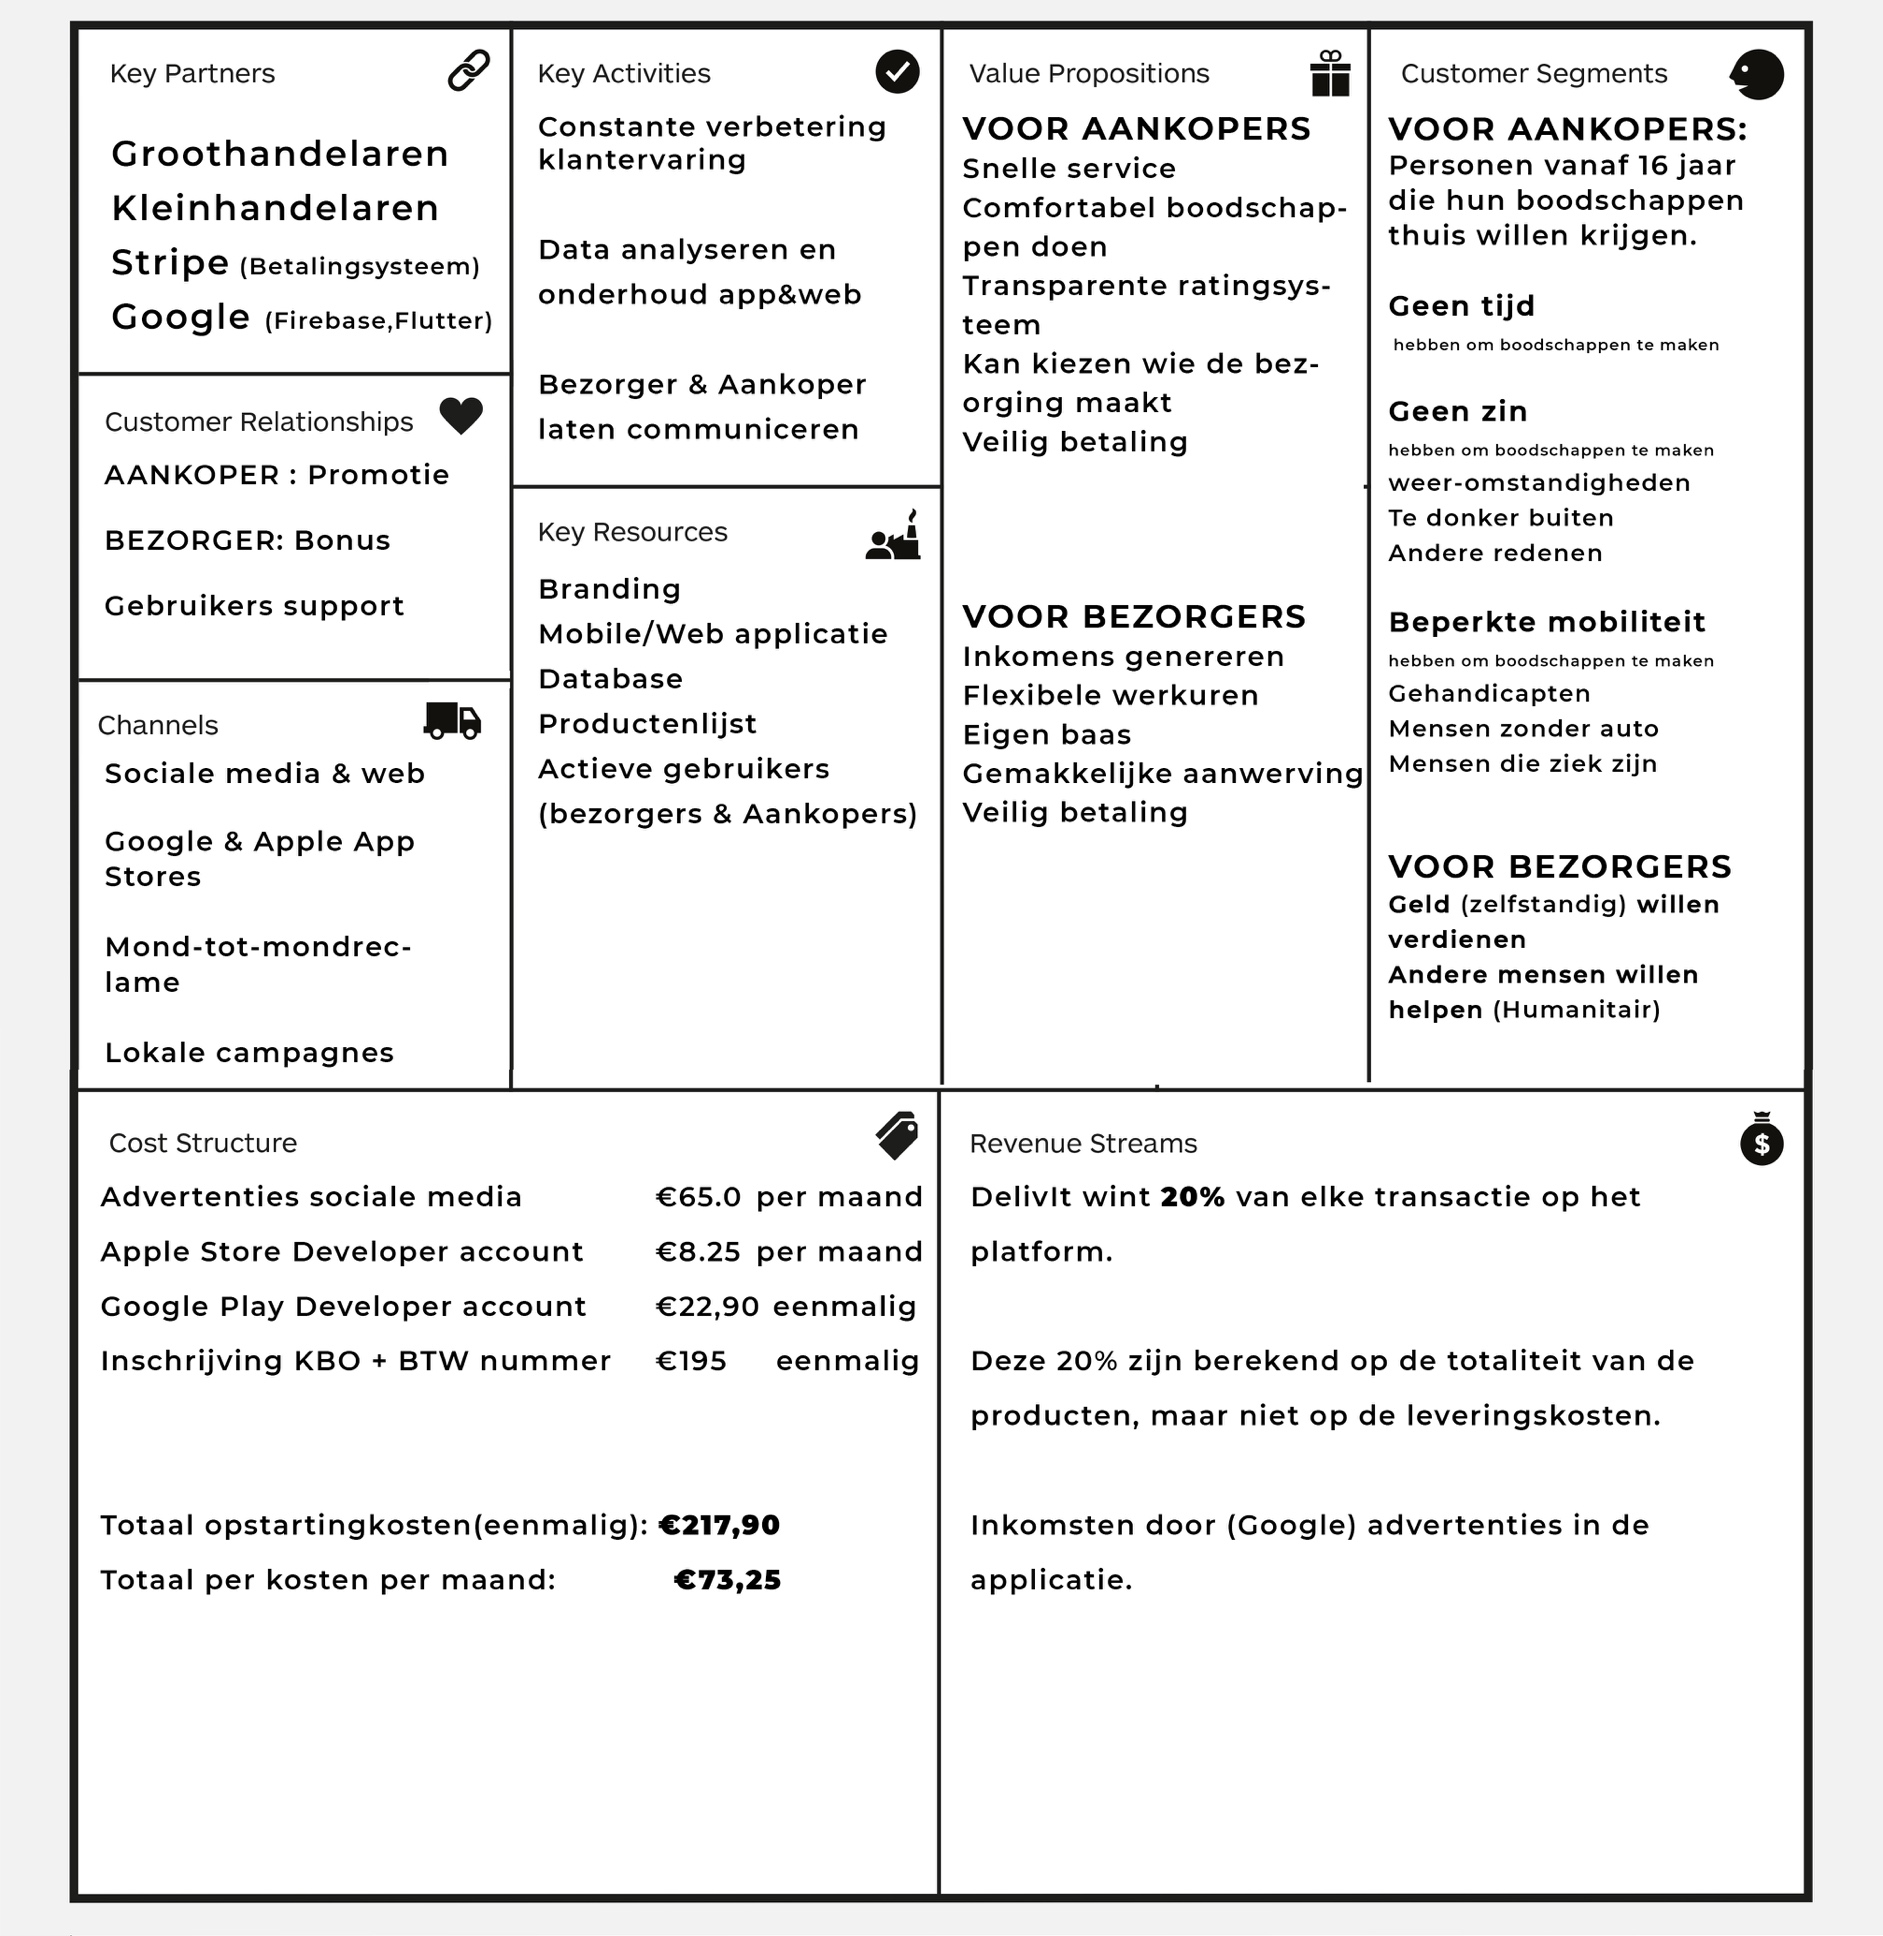 Key Partners
Groothandelaren
Kleinhandelaren
Stripe (Betalingsysteem)
Google (Firebase,Flutter)
Customer Relationships
AANKOPER : Promotie
BEZORGER: Bonus
Gebruikers support
Channels
Sociale media & web
Google & Apple App
Stores
Mond-tot-mondrec-
lame
Lokale campagnes
Key Activities
Constante verbetering
klantervaring
Data analyseren en
onderhoud app&web
Bezorger & Aankoper
laten communiceren
Key Resources
Branding
Mobile/Web applicatie
Database
Productenlijst
Actieve gebruikers
(bezorgers & Aankopers)
Value Propositions
VOOR AANKOPERS
Snelle service
Comfortabel boodschap-
pen doen
Transparente ratingsys-
teem
Kan kiezen wie de bez-
orging maakt
Veilig betaling
VOOR BEZORGERS
Inkomens genereren
Flexibele werkuren
Eigen baas
Gemakkelijke aanwerving
Veilig betaling
Customer Segments
VOOR AANKOPERS:
Personen vanaf 16 jaar
die hun boodschappen
thuis willen krijgen.
Geen tijd
hebben om boodschappen te maken
Geen zin
hebben om boodschappen te maken
weer-omstandigheden
Te donker buiten
Andere redenen
Beperkte mobiliteit
hebben om boodschappen te maken
Gehandicapten
Mensen zonder auto
Mensen die ziek zijn
VOOR BEZORGERS
Geld (zelfstandig) willen
verdienen
Andere mensen willen
helpen (Humanitair)
Cost Structure
Advertenties sociale media €65.0 per maand
Apple Store Developer account €8.25 per maand
Google Play Developer account €22,90 eenmalig
Inschrijving KBO + BTW nummer €195 eenmalig
Totaal opstartingkosten(eenmalig): €217,90
Totaal per kosten per maand: €73,25
Revenue Streams
$
DelivIt wint 20% van elke transactie op het
platform.
Deze 20% zijn berekend op de totaliteit van de
producten, maar niet op de leveringskosten.
Inkomsten door (Google) advertenties in de
applicatie.